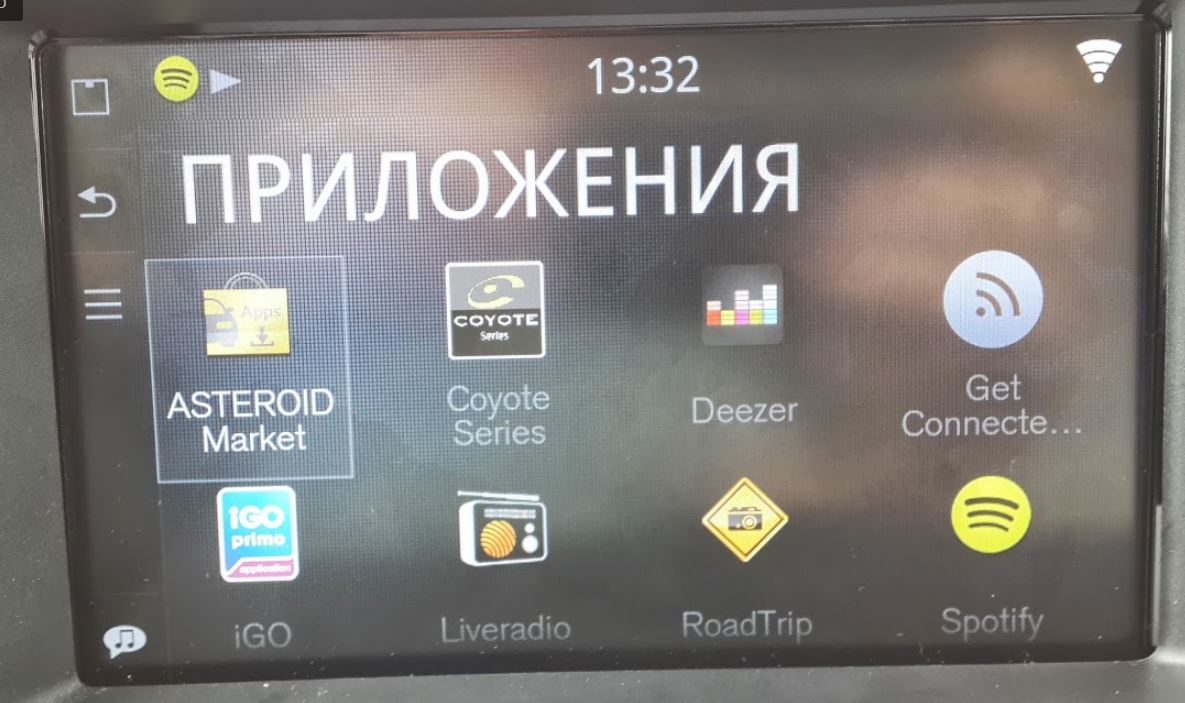 13:32
ПРИЛОЖЕНИЯ
Apps
COYOTE
Series
ASTEROID
Market
Coyote
Series
Deezer
Get
Connecte...
iGO
primo
application
iGO
Liveradio
RoadTrip
Spotify